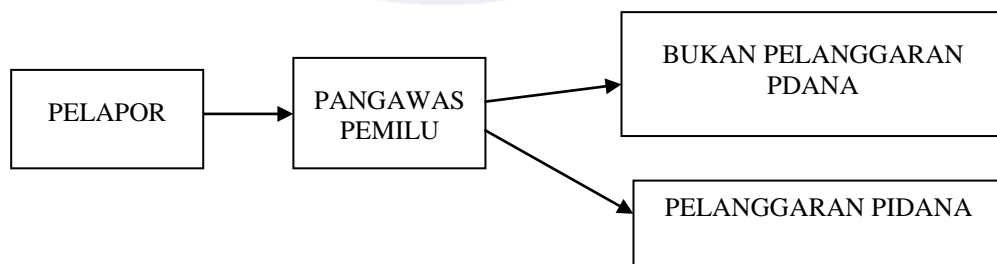 PELAPOR
PANGAWAS
PEMILU
BUKAN PELANGGARAN
PDANA
PELANGGARAN PIDANA